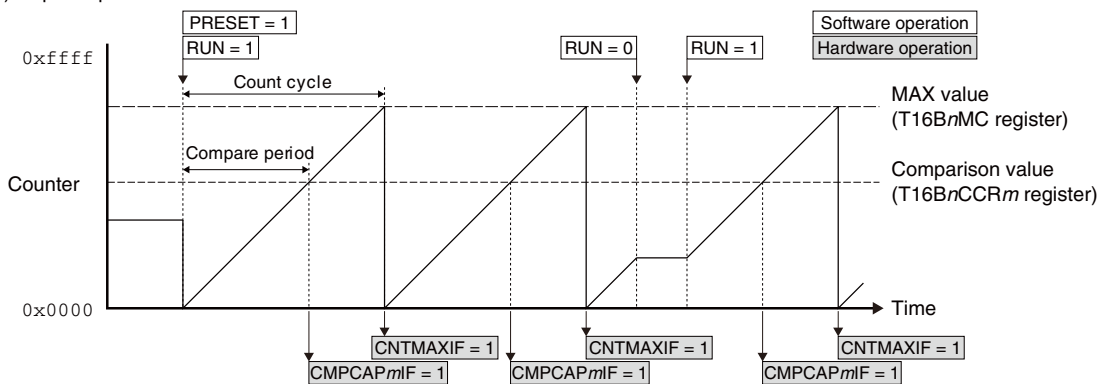 PRESET = 1
Software operation
RUN = 1
RUN = 0
RUN = 1
Hardware operation
0xffff
Count cycle
MAX value
(T16BnMC register)
Compare period
Comparison value
(T16BnCCRm register)
Counter
0x0000
Time
CNTMAXIF = 1
CNTMAXIF = 1
CNTMAXIF = 1
CMPCAPmIF = 1
CMPCAPmIF = 1
CMPCAPmIF = 1